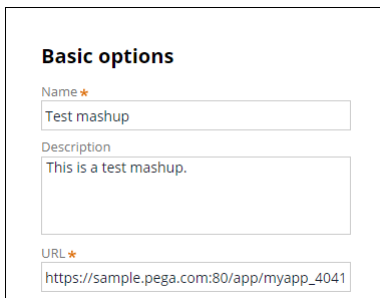 Basic options
Name*
Test mashup
Description
This is a test mashup.
URL*
https://sample.pega.com:80/app/myapp_4041